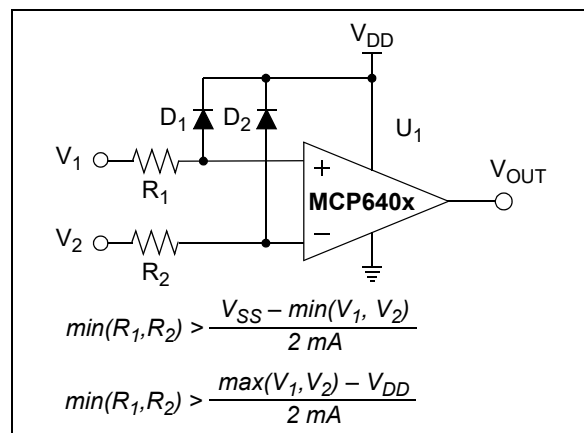 V_DD
D_1 D_2
U_1
V_1
R_1
+
V_OUT
MCP640x
V_2
–
R_2
min(R_1,R_2) > (V_SS – min(V_1, V_2)) / 2 mA
min(R_1,R_2) > (max(V_1,V_2) – V_DD) / 2 mA